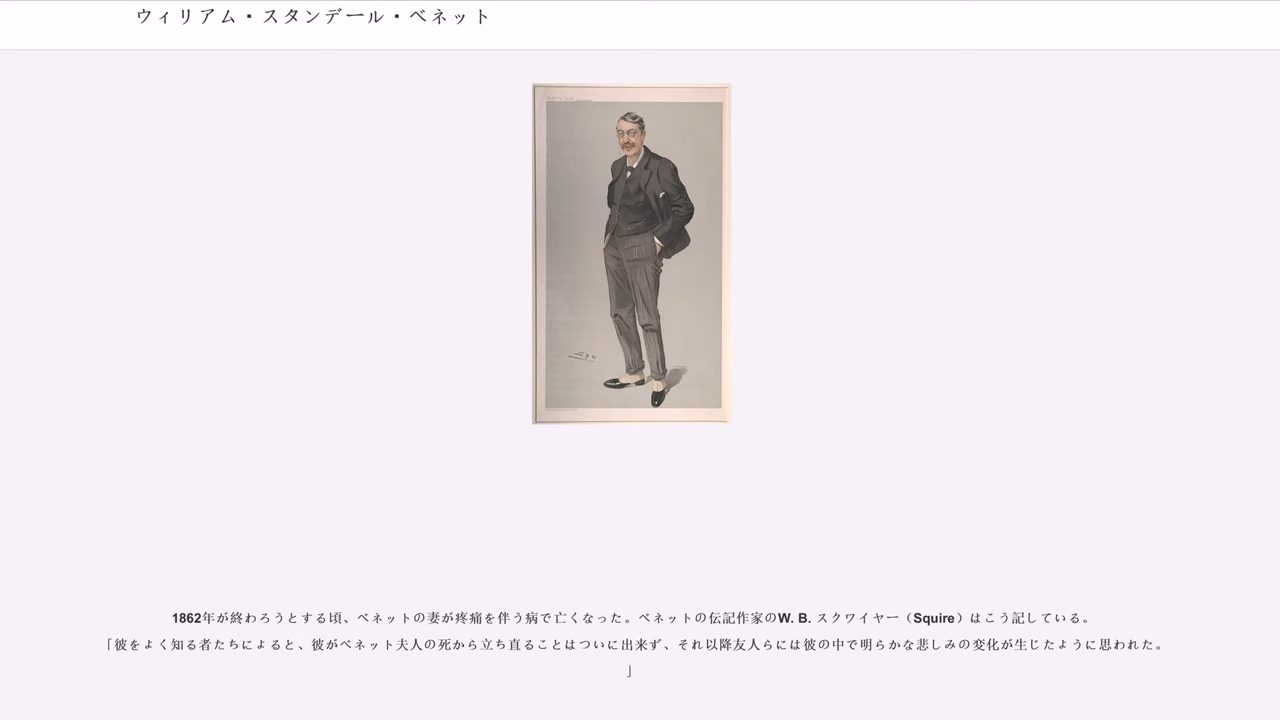 ウィリアム・スタンデール・ベネット
Spy
1862年が終わろうとする頃、ベネットの妻が疼痛を伴う病で亡くなった。ベネットの伝記作家のW. B. スクワイヤー（Squire）はこう記している。
「彼をよく知る者たちによると、彼がベネット夫人の死から立ち直ることはついに出来ず、それ以降友人らには彼の中で明らかな悲しみの変化が生じたように思われた。
」